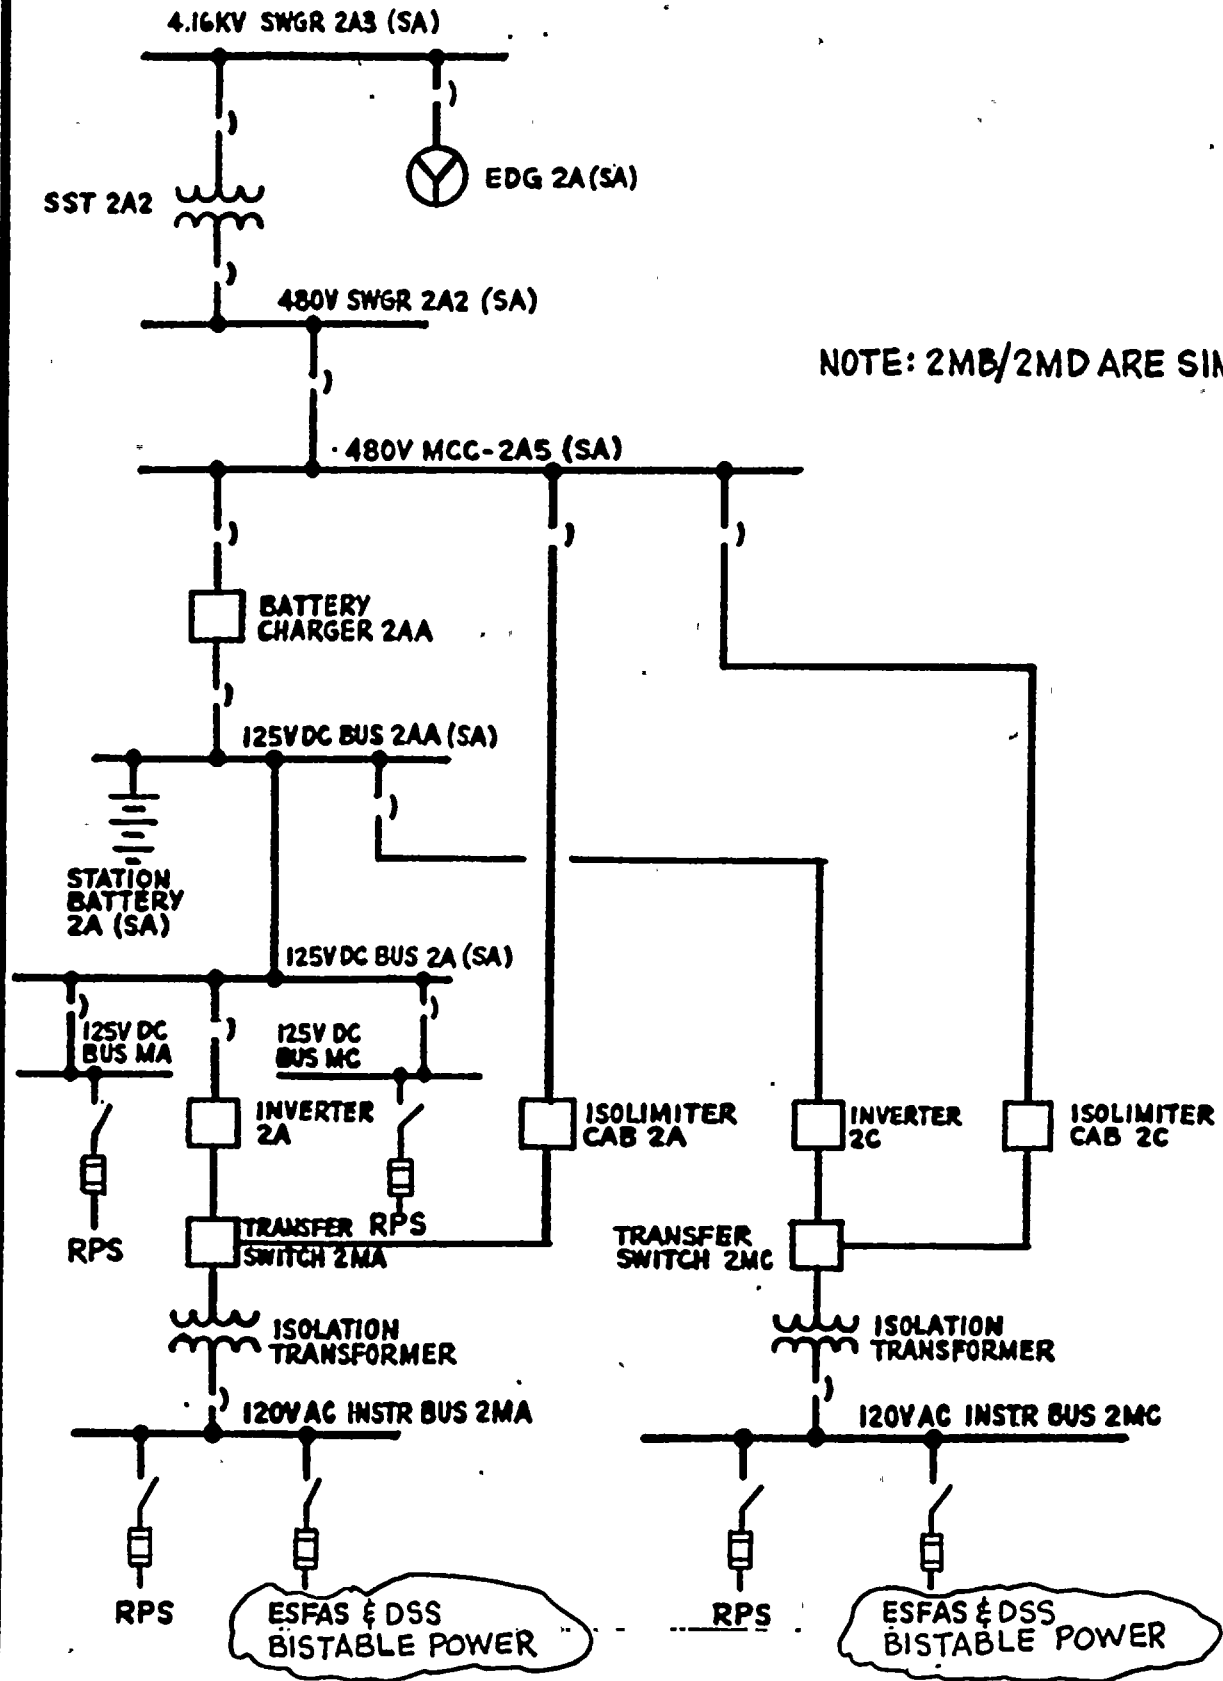 4.16KV SWGR 2A3 (SA)
EDG 2A (SA)
SST 2A2
480V SWGR 2A2 (SA)
NOTE: 2MB/2MD ARE SIM
480V MCC-2A5 (SA)
BATTERY
CHARGER 2AA
125V DC BUS 2AA (SA)
STATION
BATTERY
2A (SA)
125V DC BUS 2A (SA)
125V DC
BUS MA
125V DC
BUS MC
INVERTER
2A
ISOLIMITER
CAB 2A
INVERTER
2C
ISOLIMITER
CAB 2C
RPS
RPS
TRANSFER
SWITCH 2MA
TRANSFER
SWITCH 2MC
ISOLATION
TRANSFORMER
ISOLATION
TRANSFORMER
120V AC INSTR BUS 2MA
120V AC INSTR BUS 2MC
RPS
ESFAS & DSS
BISTABLE POWER
RPS
ESFAS & DSS
BISTABLE POWER